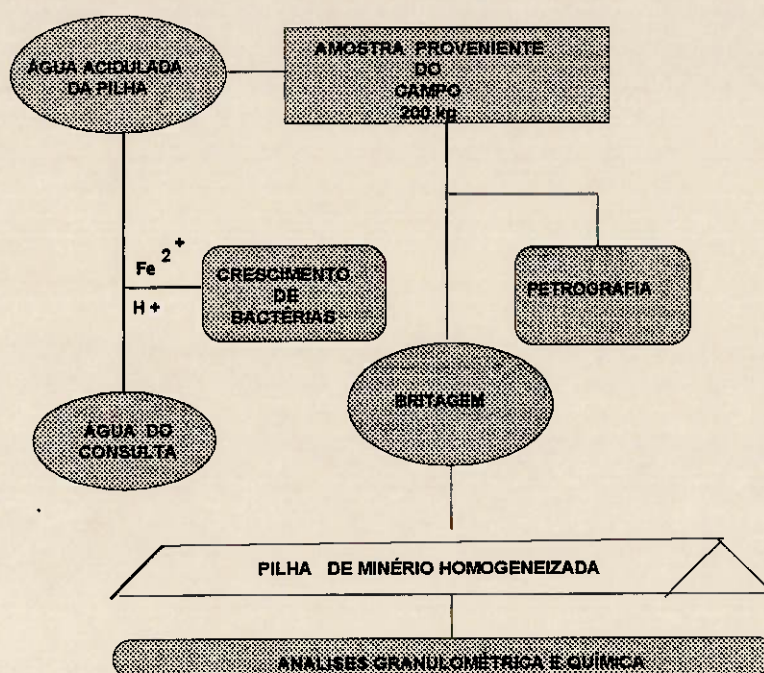 ÁGUA ACIDULADA
DA PILHA
AMOSTRA PROVENIENTE
DO
CAMPO
200 kg
Fe 2+
H+
CRESCIMENTO
DE
BACTÉRIAS
PETROGRAFIA
BRITAGEM
ÁGUA DO
CONSULTA
PILHA DE MINÉRIO HOMOGENEIZADA
ANALISES GRANULOMÉTRICA E QUÍMICA